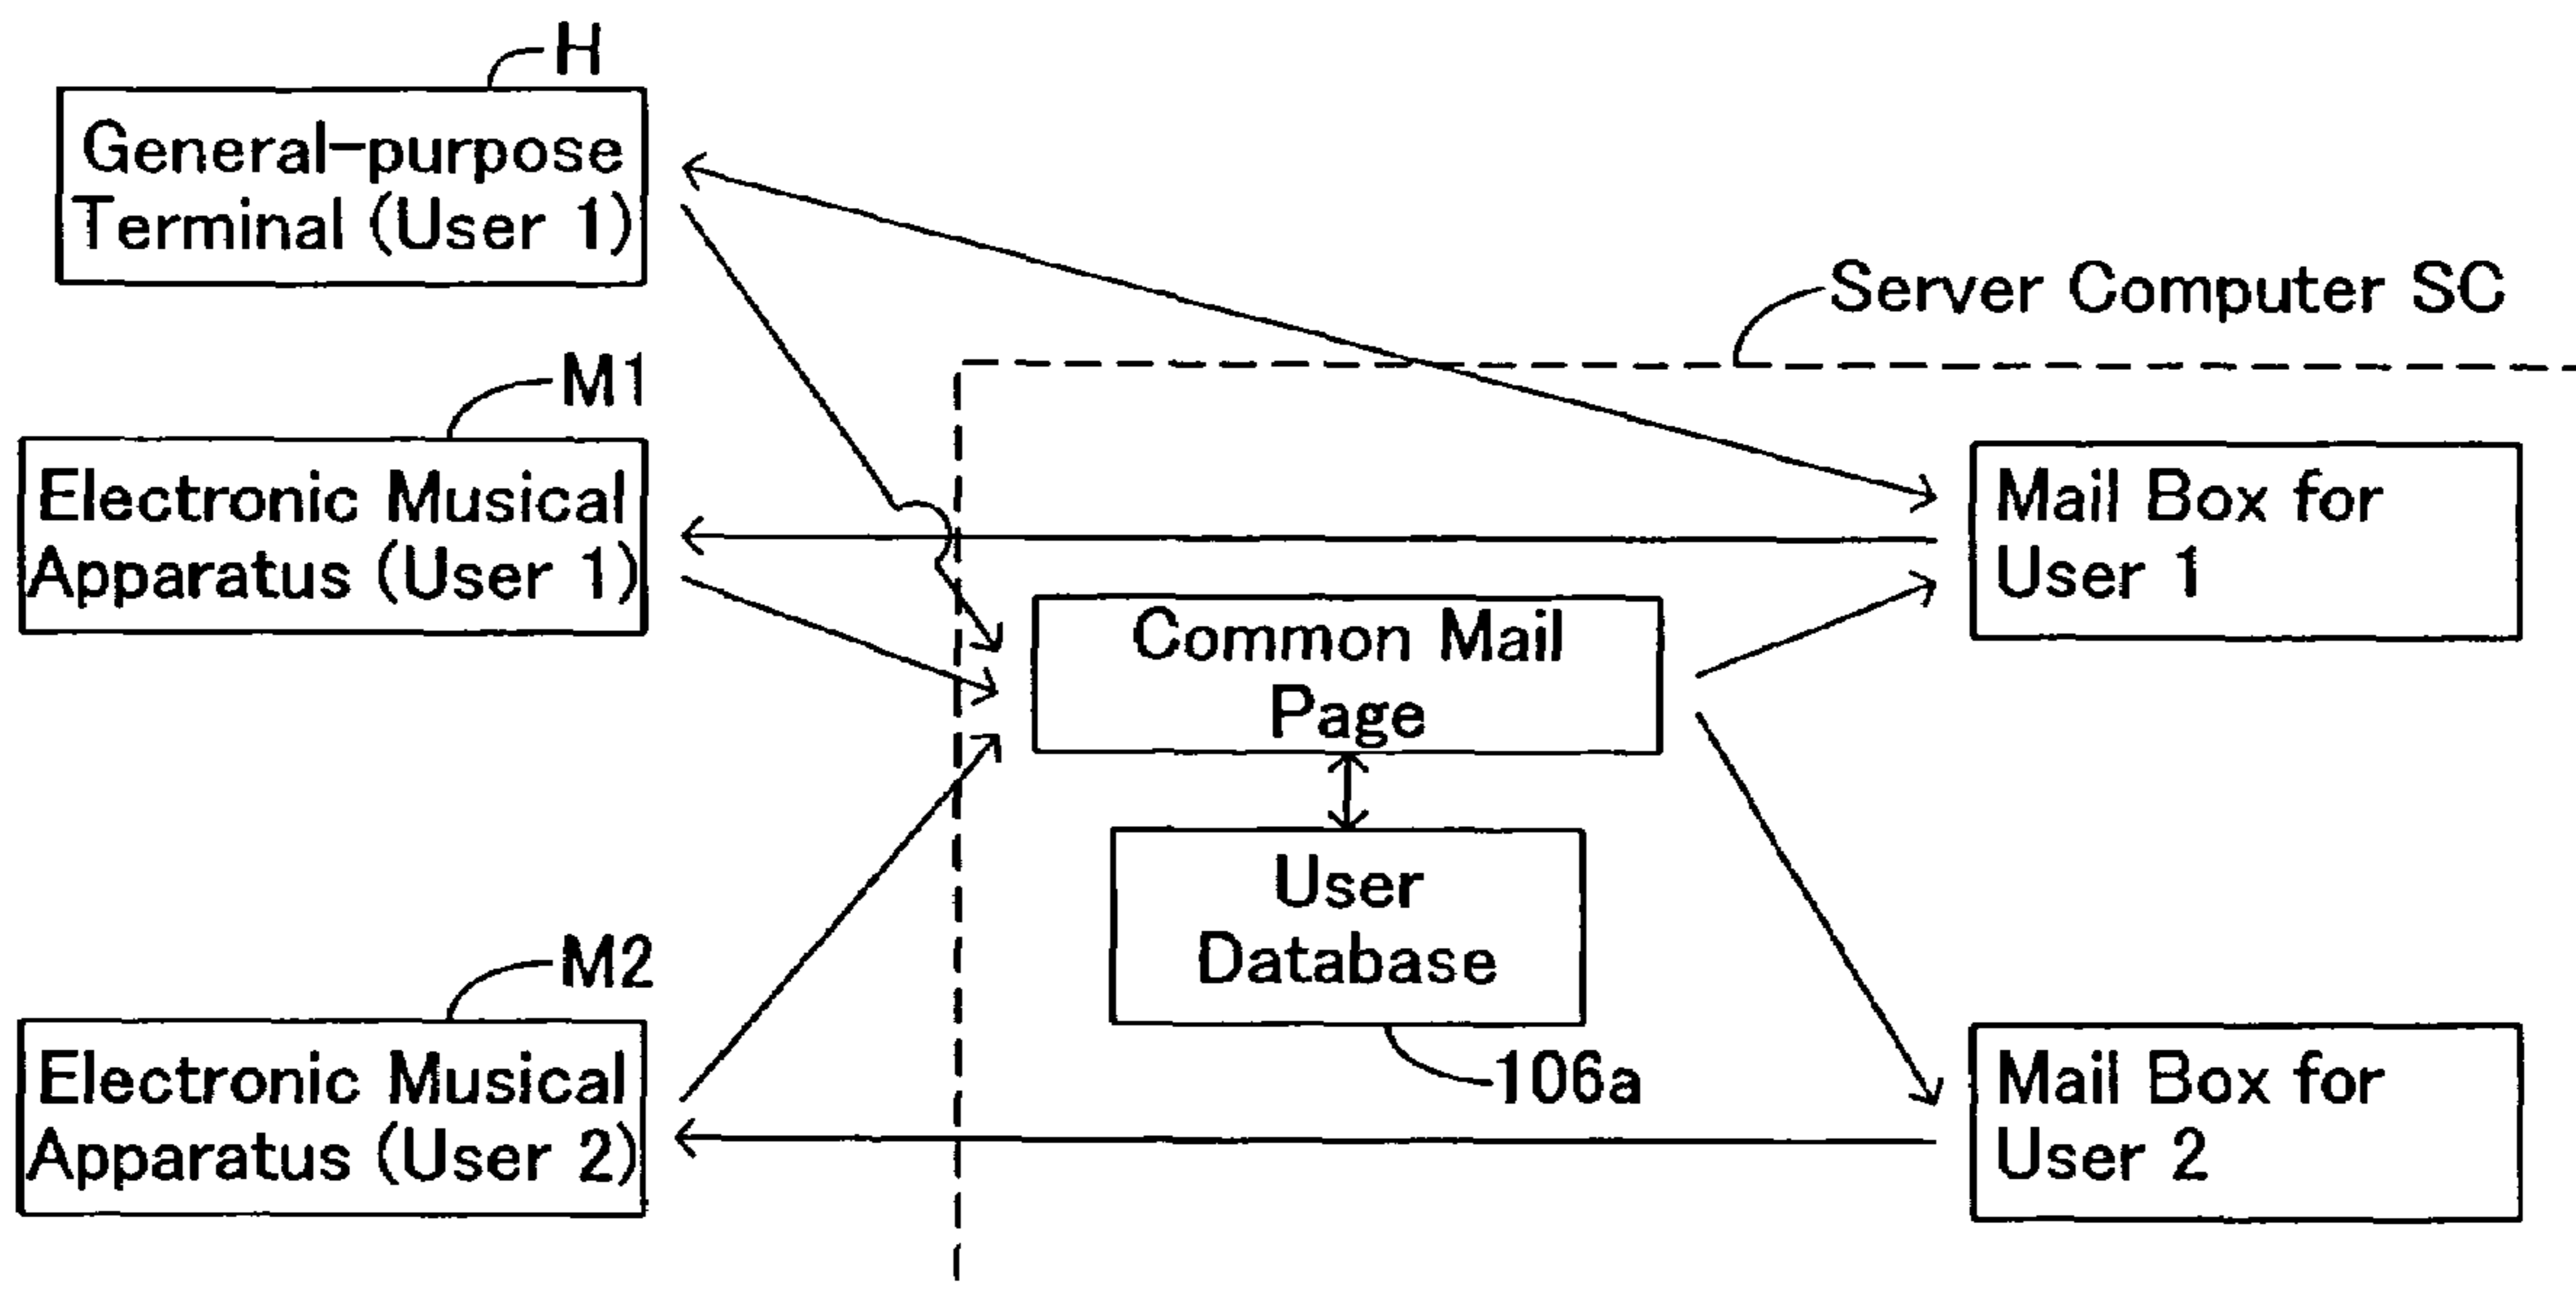 H
General-purpose
Terminal (User 1)
Server Computer SC
M1
Electronic Musical
Apparatus (User 1)
Mail Box for
User 1
Common Mail
Page
User
Database
106a
M2
Electronic Musical
Apparatus (User 2)
Mail Box for
User 2